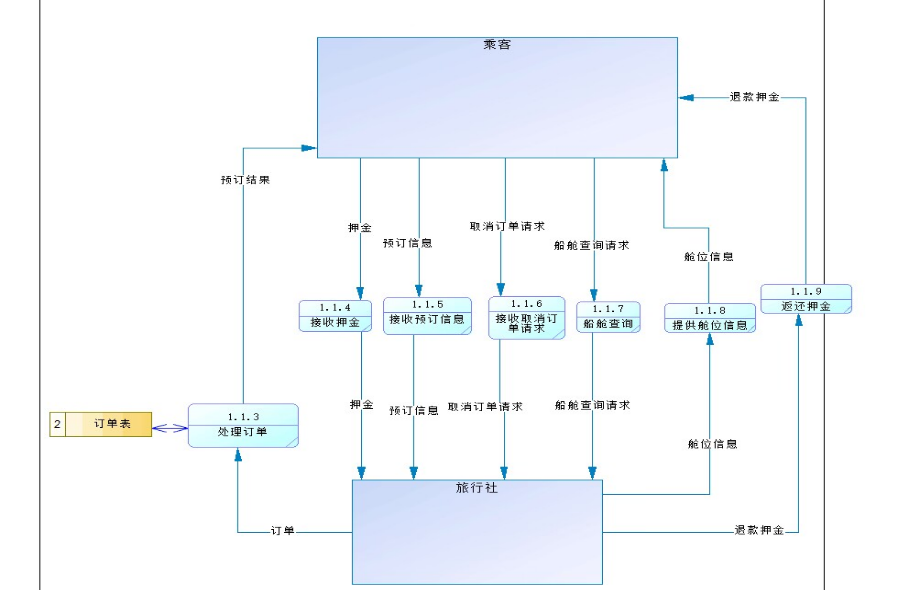 乘客
退款押金
预订结果
押金
预订信息
取消订单请求
船舱查询请求
舱位信息
1.1.4
接收押金
1.1.5
接收预订信息
1.1.6
接收取消订
单请求
1.1.7
船舱查询
1.1.8
提供舱位信息
1.1.9
返还押金
押金
预订信息
取消订单请求
船舱查询请求
舱位信息
2
订单表
1.1.3
处理订单
旅行社
订单
退款押金